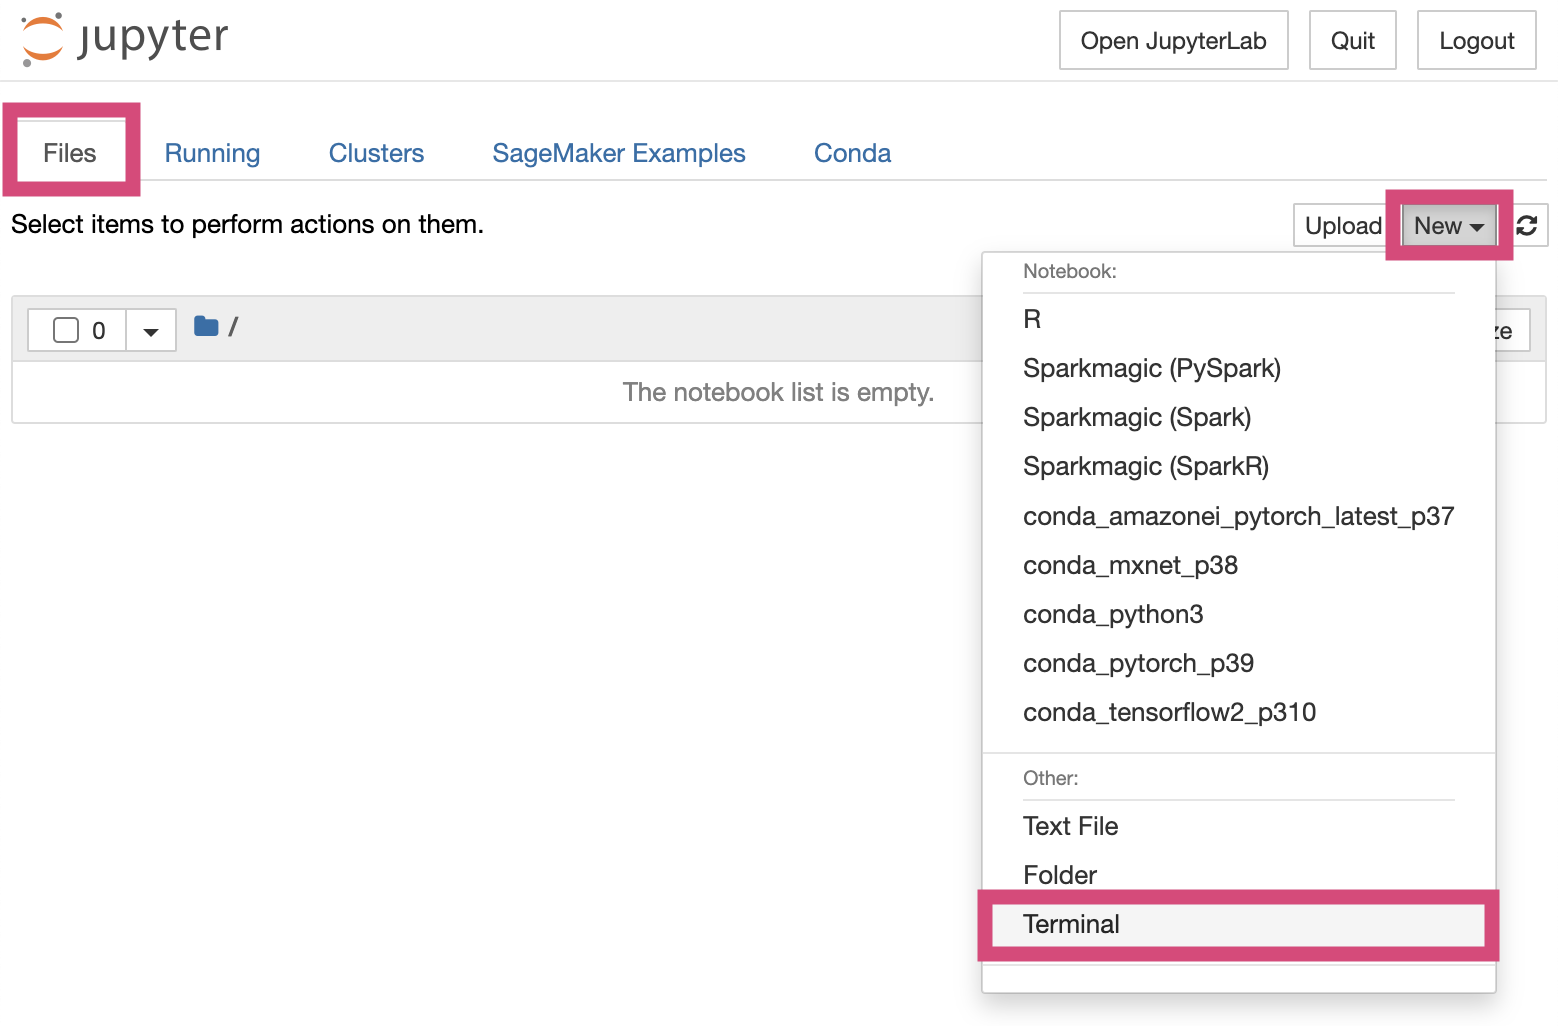 jupyter
Open JupyterLab Quit Logout
Files Running Clusters SageMaker Examples Conda
Select items to perform actions on them.
Upload New
0 /
ze
The notebook list is empty.
Notebook:
R
Sparkmagic (PySpark)
Sparkmagic (Spark)
Sparkmagic (SparkR)
conda_amazonei_pytorch_latest_p37
conda_mxnet_p38
conda_python3
conda_pytorch_p39
conda_tensorflow2_p310
Other:
Text File
Folder
Terminal